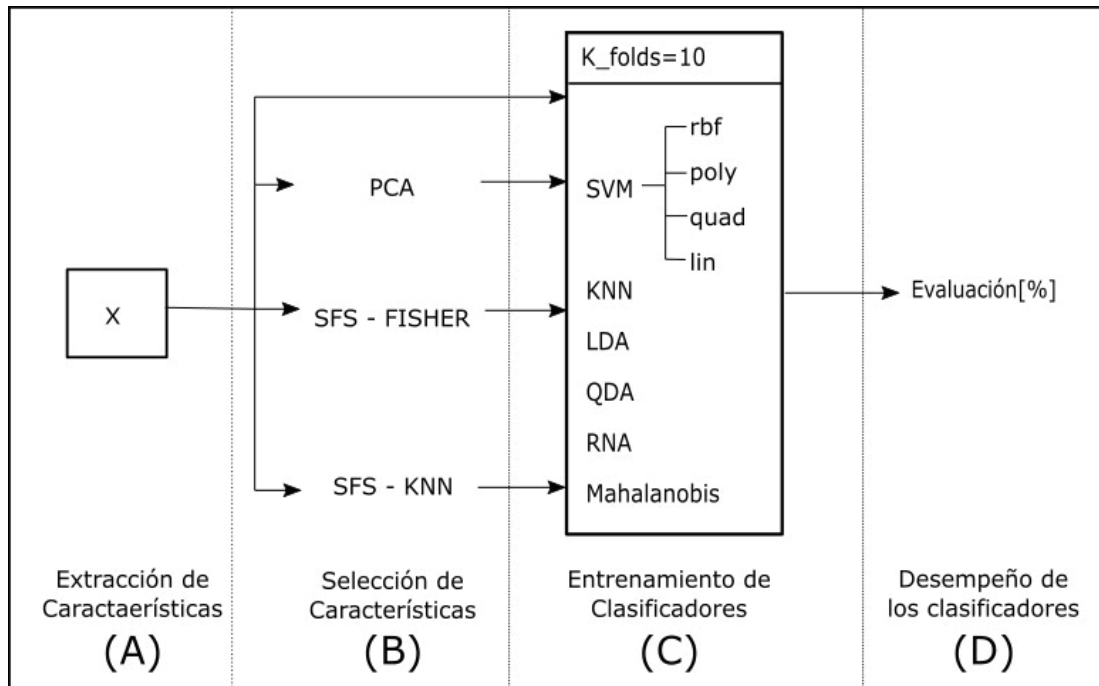 K_folds=10
rbf
poly
SVM
quad
lin
PCA
X
SFS - FISHER
SFS - KNN
KNN
LDA
QDA
RNA
Mahalanobis
Evaluación[%]
Extracción de
Caractaerísticas
(A)
Selección de
Características
(B)
Entrenamiento de
Clasificadores
(C)
Desempeño de
los clasificadores
(D)